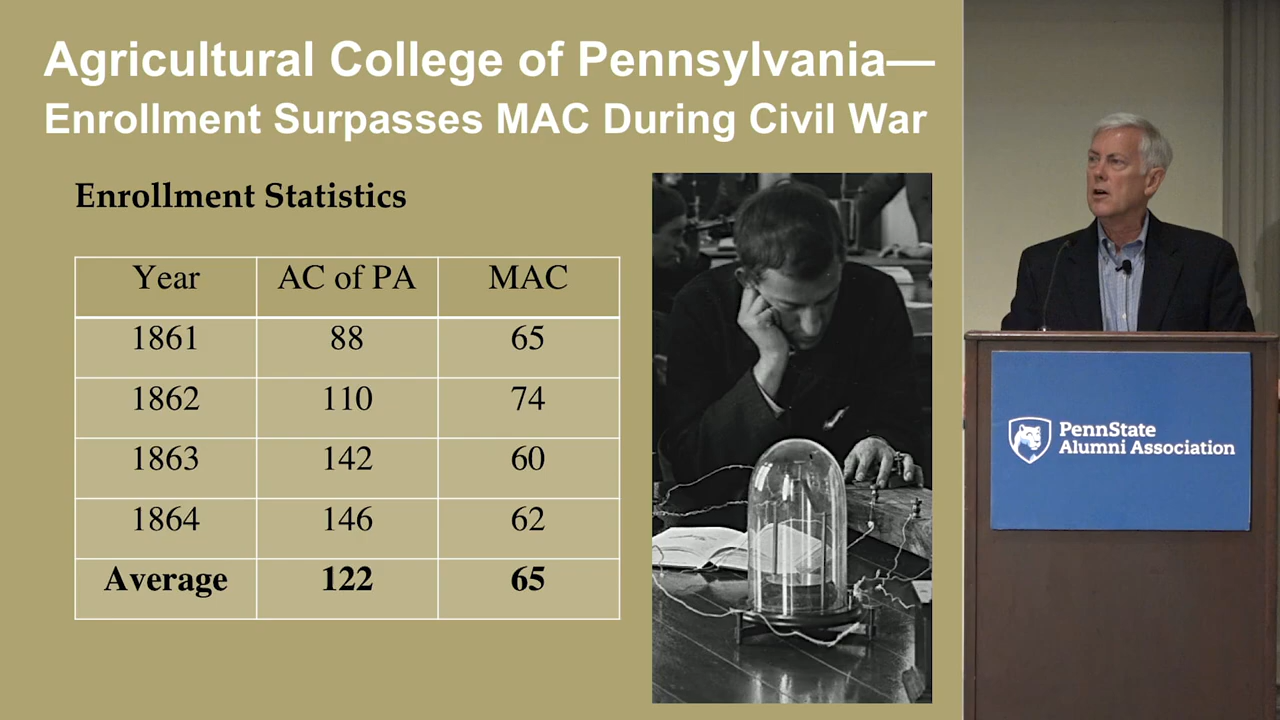 Agricultural College of Pennsylvania—
Enrollment Surpasses MAC During Civil War
Enrollment Statistics
Year AC of PA MAC
1861 88 65
1862 110 74
1863 142 60
1864 146 62
Average 122 65
PennState
Alumni Association